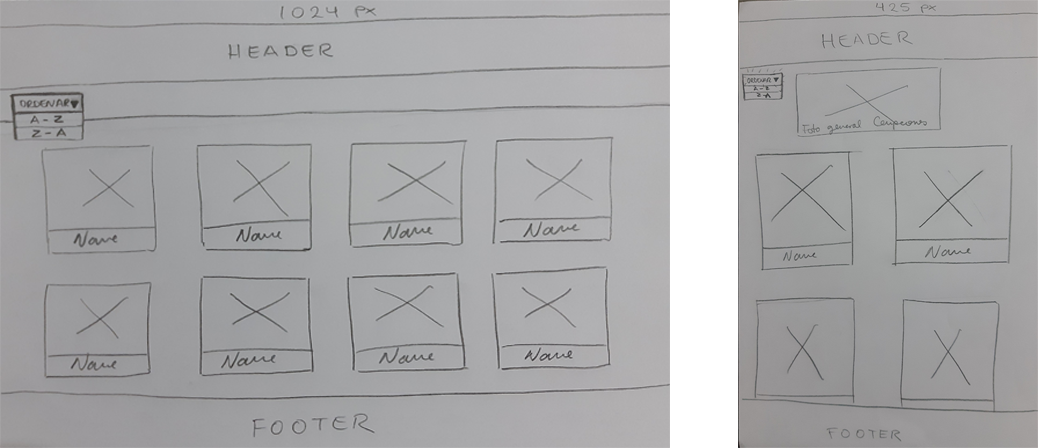 1024 px
HEADER
ORDENAR▼
A-Z
Z-A
Name Name Name Name
Name Name Name Name
FOOTER
425 px
HEADER
ORDENAR▼
A-Z
Z-A
Foto general
Name Name
FOOTER